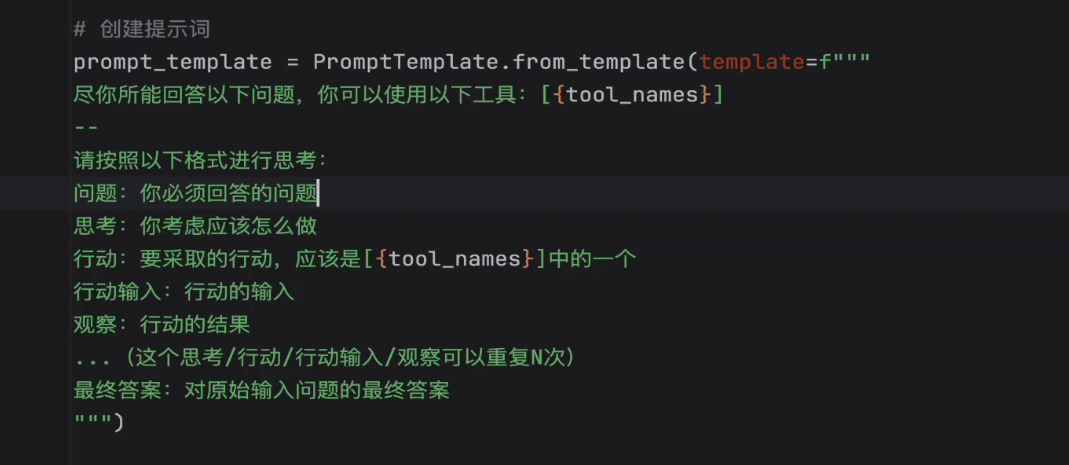 # 创建提示词
prompt_template = PromptTemplate.from_template(template=f"""
尽你所能回答以下问题，你可以使用以下工具：[{tool_names}]
--
请按照以下格式进行思考：
问题：你必须回答的问题
思考：你考虑应该怎么做
行动：要采取的行动，应该是[{tool_names}]中的一个
行动输入：行动的输入
观察：行动的结果
...（这个思考/行动/行动输入/观察可以重复N次）
最终答案：对原始输入问题的最终答案
""")